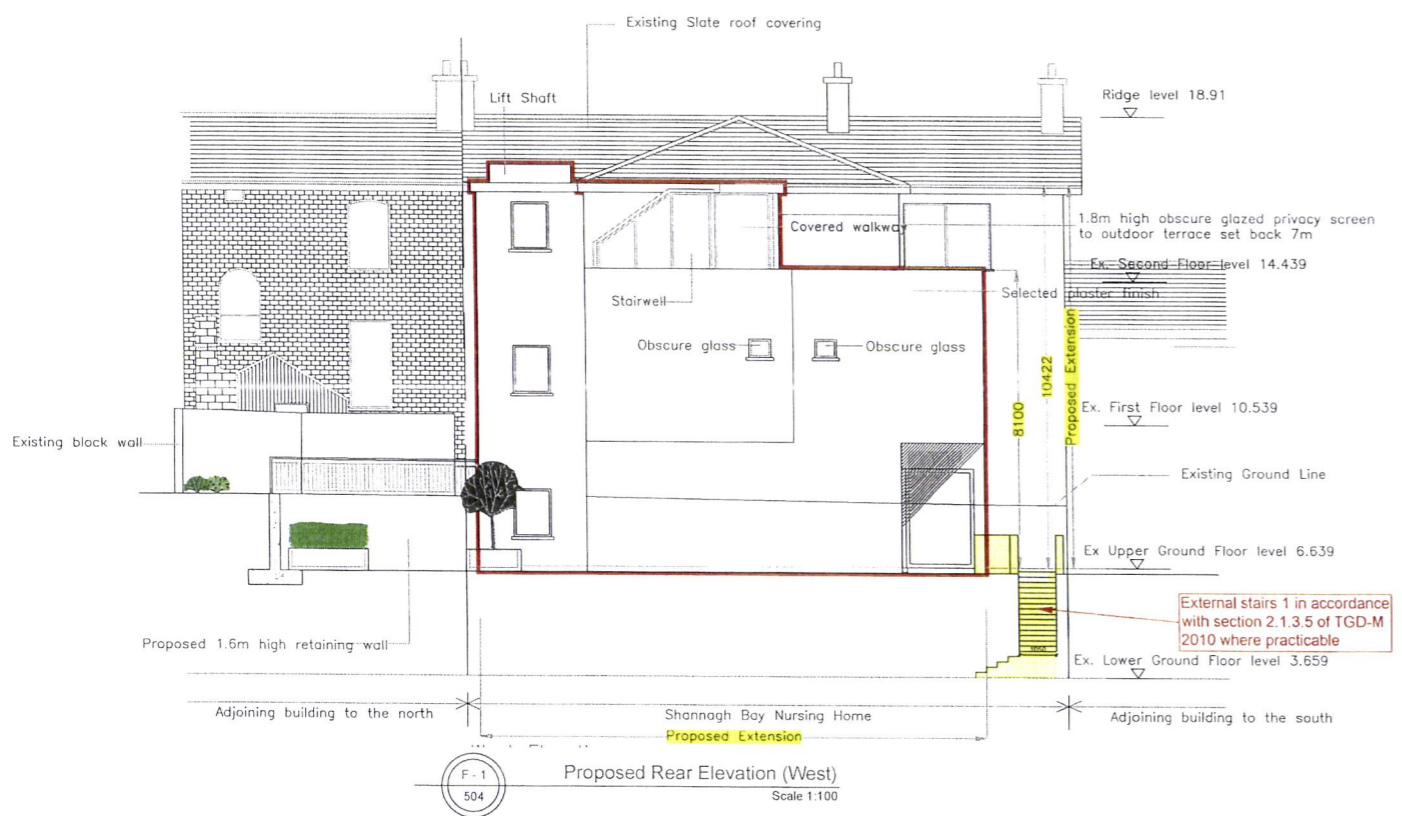 Existing Slate roof covering
Lift Shaft
Ridge level 18.91
Covered walkway
1.8m high obscure glazed privacy screen
to outdoor terrace set back 7m
Ex. Second Floor level 14.439
Selected plaster finish
Stairwell
Obscure glass
Obscure glass
8100
10422
Proposed Extension
Ex. First Floor level 10.539
Existing block wall
Existing Ground Line
Ex Upper Ground Floor level 6.639
External stairs 1 in accordance
with section 2.1.3.5 of TGD-M
2010 where practicable
Proposed 1.6m high retaining wall
Ex. Lower Ground Floor level 3.659
Adjoining building to the north
Shannagh Bay Nursing Home
Adjoining building to the south
Proposed Extension
F - 1
504
Proposed Rear Elevation (West)
Scale 1:100